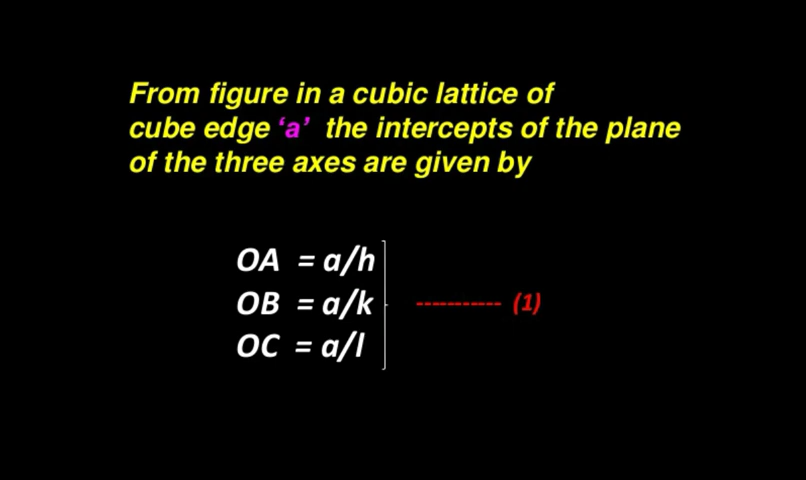 From figure in a cubic lattice of
cube edge ‘a’ the intercepts of the plane
of the three axes are given by
OA = a/h
OB = a/k ----------- (1)
OC = a/l